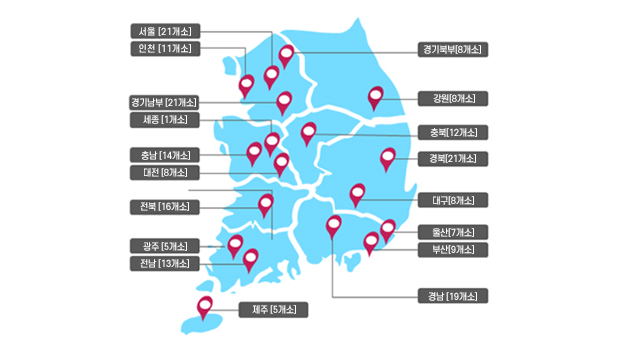 서울 [21개소]
인천 [11개소]
경기북부[8개소]
경기남부 [21개소]
강원[8개소]
세종 [1개소]
충북[12개소]
충남 [14개소]
경북[21개소]
대전 [8개소]
전북 [16개소]
대구[8개소]
울산[7개소]
광주 [5개소]
부산[9개소]
전남 [13개소]
경남 [19개소]
제주 [5개소]